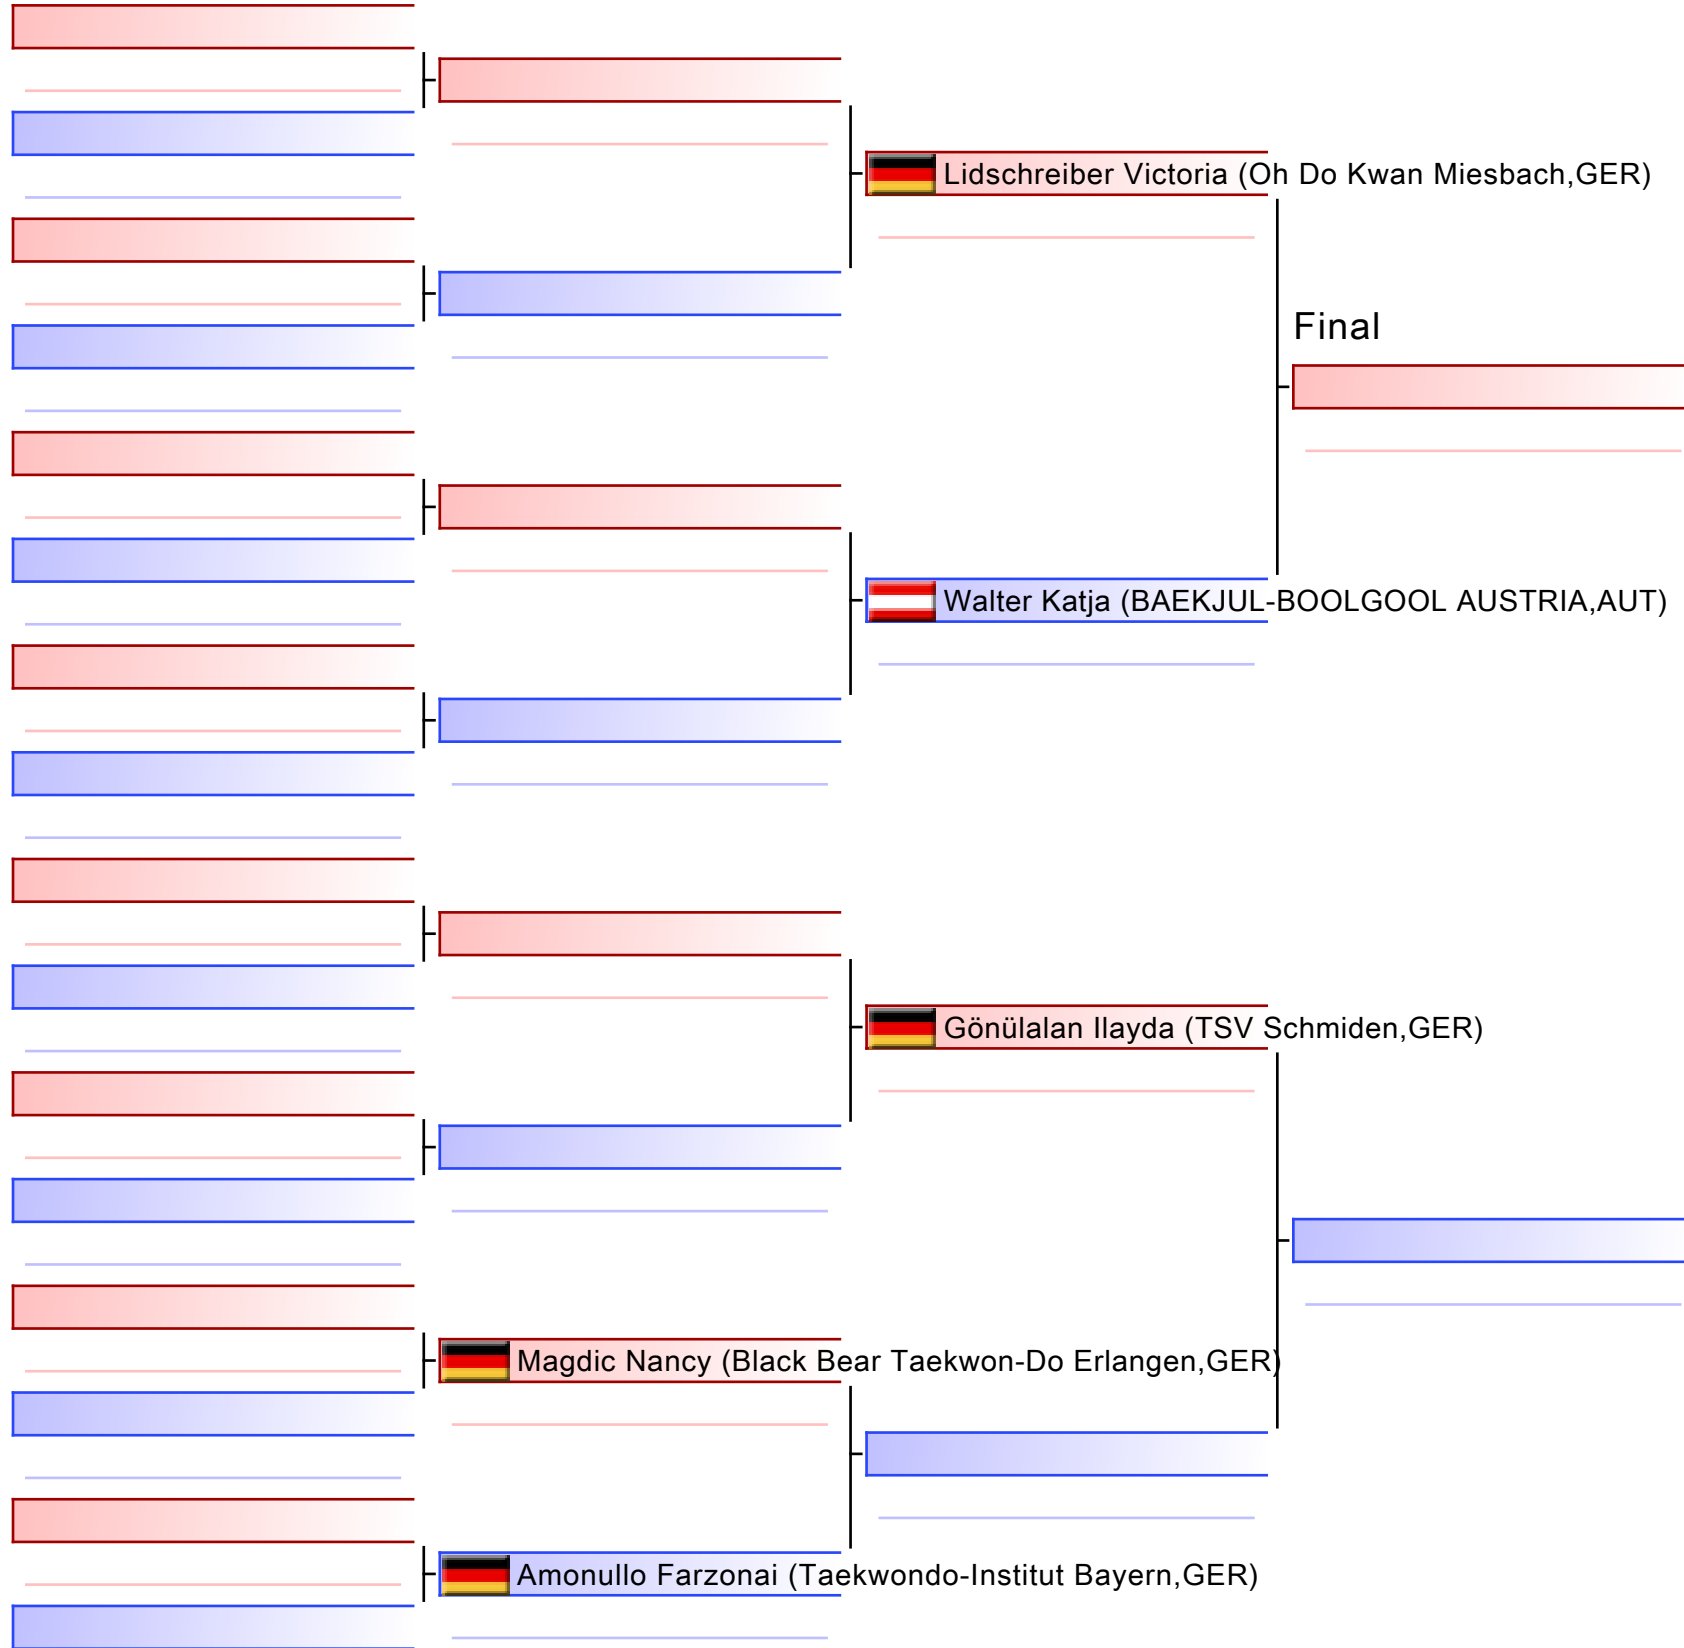 Lidschreiber Victoria (Oh Do Kwan Miesbach,GER)
Final
Walter Katja (BAEKJUL-BOOLGOOL AUSTRIA,AUT)
Gönülalan Ilayda (TSV Schmiden,GER)
Magdic Nancy (Black Bear Taekwon-Do Erlangen,GER)
Amonullo Farzonai (Taekwondo-Institut Bayern,GER)